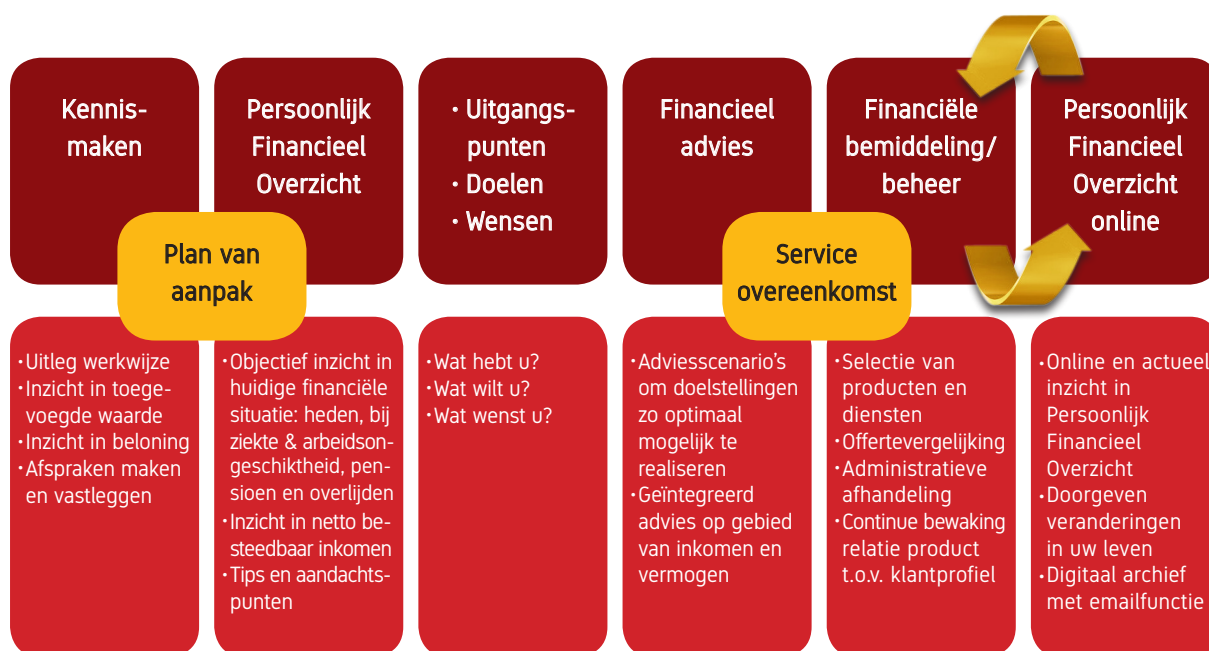 Kennis-
maken
Persoonlijk
Financieel
Overzicht
· Uitgangs-
punten
· Doelen
· Wensen
Financieel
advies
Financiële
bemiddeling/
beheer
Persoonlijk
Financieel
Overzicht
online
Plan van
aanpak
Service
overeenkomst
· Uitleg werkwijze
· Inzicht in toege-
voegde waarde
· Inzicht in beloning
· Afspraken maken
en vastleggen
· Objectief inzicht in
huidige financiële
situatie: heden, bij
ziekte & arbeidson-
geschiktheid, pen-
sioen en overlijden
· Inzicht in netto be-
steedbaar inkomen
· Tips en aandachts-
punten
· Wat hebt u?
· Wat wilt u?
· Wat wenst u?
· Adviesscenario's
om doelstellingen
zo optimaal
mogelijk te
realiseren
· Geïntegreerd
advies op gebied
van inkomen en
vermogen
· Selectie van
producten en
diensten
· Offertevergelijking
· Administratieve
afhandeling
· Continue bewaking
relatie product
t.o.v. klantprofiel
· Online en actueel
inzicht in
Persoonlijk
Financieel
Overzicht
· Doorgeven
veranderingen
in uw leven
· Digitaal archief
met emailfunctie